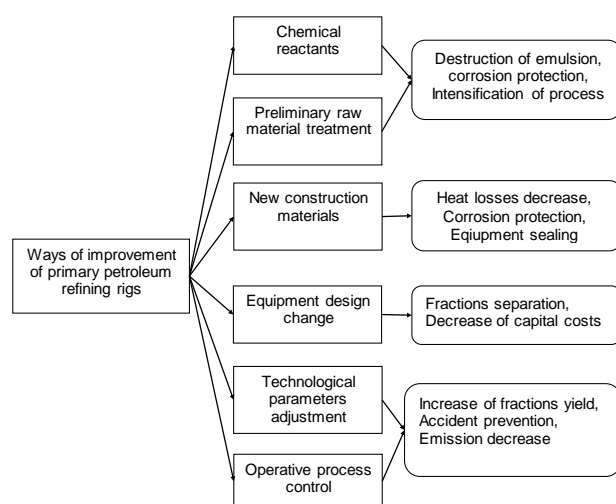 Chemical
reactants
Destruction of emulsion,
corrosion protection,
Intensification of process
Preliminary raw
material treatment
New construction
materials
Heat losses decrease,
Corrosion protection,
Eqiupment sealing
Ways of improvement
of primary petroleum
refining rigs
Equipment design
change
Fractions separation,
Decrease of capital costs
Technological
parameters
adjustment
Increase of fractions yield,
Accident prevention,
Emission decrease
Operative process
control